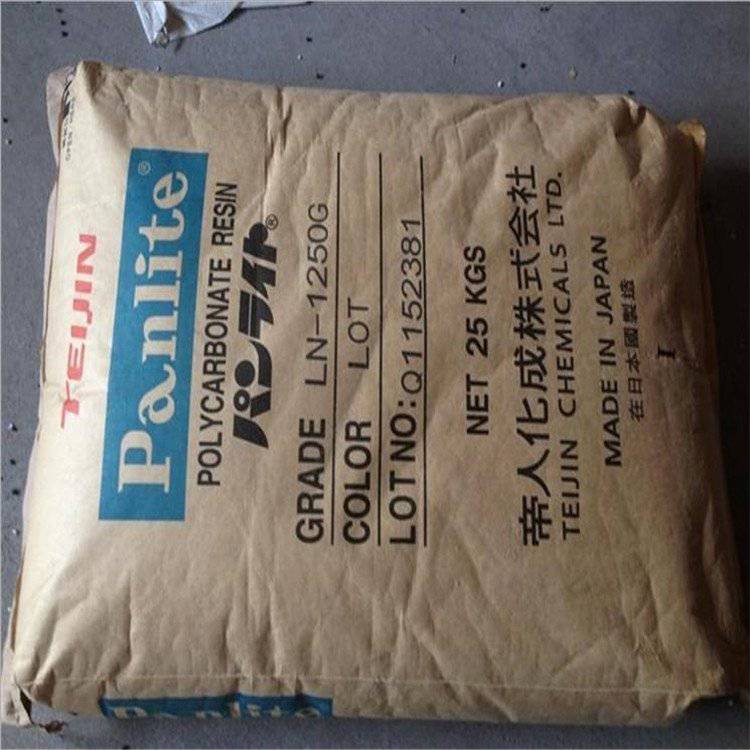 TEIJIN
Panlite®
POLYCARBONATE RESIN
パンライト®
GRADE LN-1250G
COLOR LOT
LOT NO: Q1152381
NET 25 KGS
帝人化成株式会社
TEIJIN CHEMICALS LTD.
MADE IN JAPAN
在日本國製造
I
Panlite